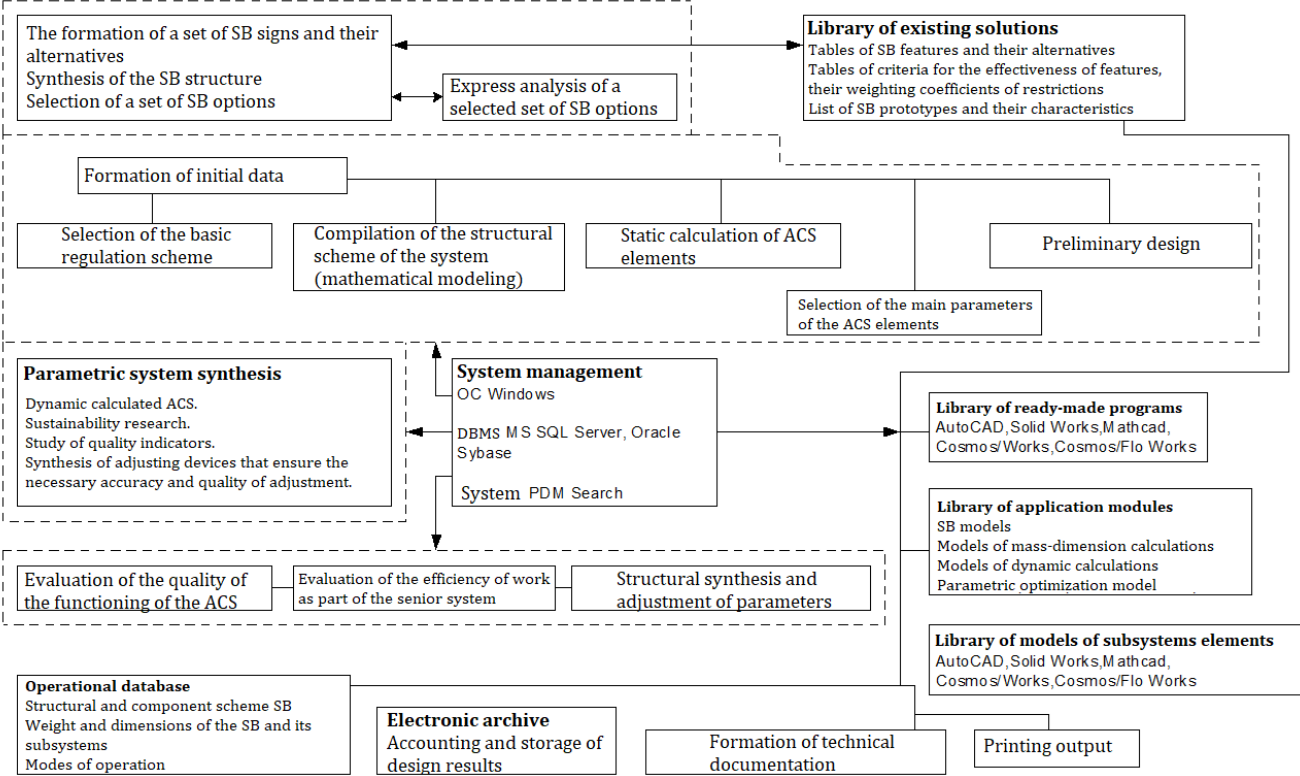 The formation of a set of SB signs and their
alternatives
Synthesis of the SB structure
Selection of a set of SB options
Express analysis of a
selected set of SB options
Library of existing solutions
Tables of SB features and their alternatives
Tables of criteria for the effectiveness of features,
their weighting coefficients of restrictions
List of SB prototypes and their characteristics
Formation of initial data
Selection of the basic
regulation scheme
Compilation of the structural
scheme of the system
(mathematical modeling)
Static calculation of ACS
elements
Selection of the main parameters
of the ACS elements
Preliminary design
Parametric system synthesis
Dynamic calculated ACS.
Sustainability research.
Study of quality indicators.
Synthesis of adjusting devices that ensure the
necessary accuracy and quality of adjustment.
System management
OC Windows
DBMS MS SQL Server, Oracle
Sybase
System PDM Search
Library of ready-made programs
AutoCAD,Solid Works,Mathcad,
Cosmos/Works,Cosmos/Flo Works
Library of application modules
SB models
Models of mass-dimension calculations
Models of dynamic calculations
Parametric optimization model
Evaluation of the quality of
the functioning of the ACS
Evaluation of the efficiency of work
as part of the senior system
Structural synthesis and
adjustment of parameters
Library of models of subsystems elements
AutoCAD,Solid Works,Mathcad,
Cosmos/Works,Cosmos/Flo Works
Operational database
Structural and component scheme SB
Weight and dimensions of the SB and its
subsystems
Modes of operation
Electronic archive
Accounting and storage of
design results
Formation of technical
documentation
Printing output